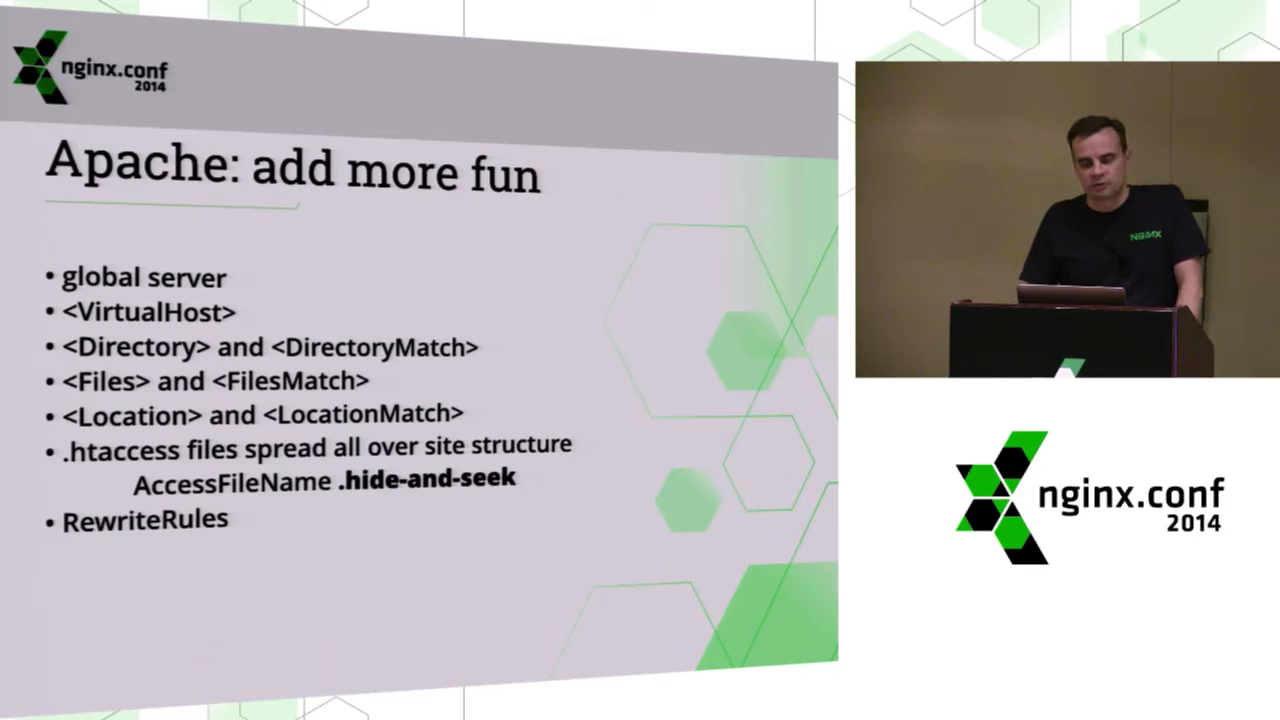 nginx.conf
2014
Apache: add more fun
• global server
• <VirtualHost>
• <Directory> and <DirectoryMatch>
• <Files> and <FilesMatch>
• <Location> and <LocationMatch>
• .htaccess files spread all over site structure
AccessFileName .hide-and-seek
• RewriteRules
NGINX
nginx.conf
2014